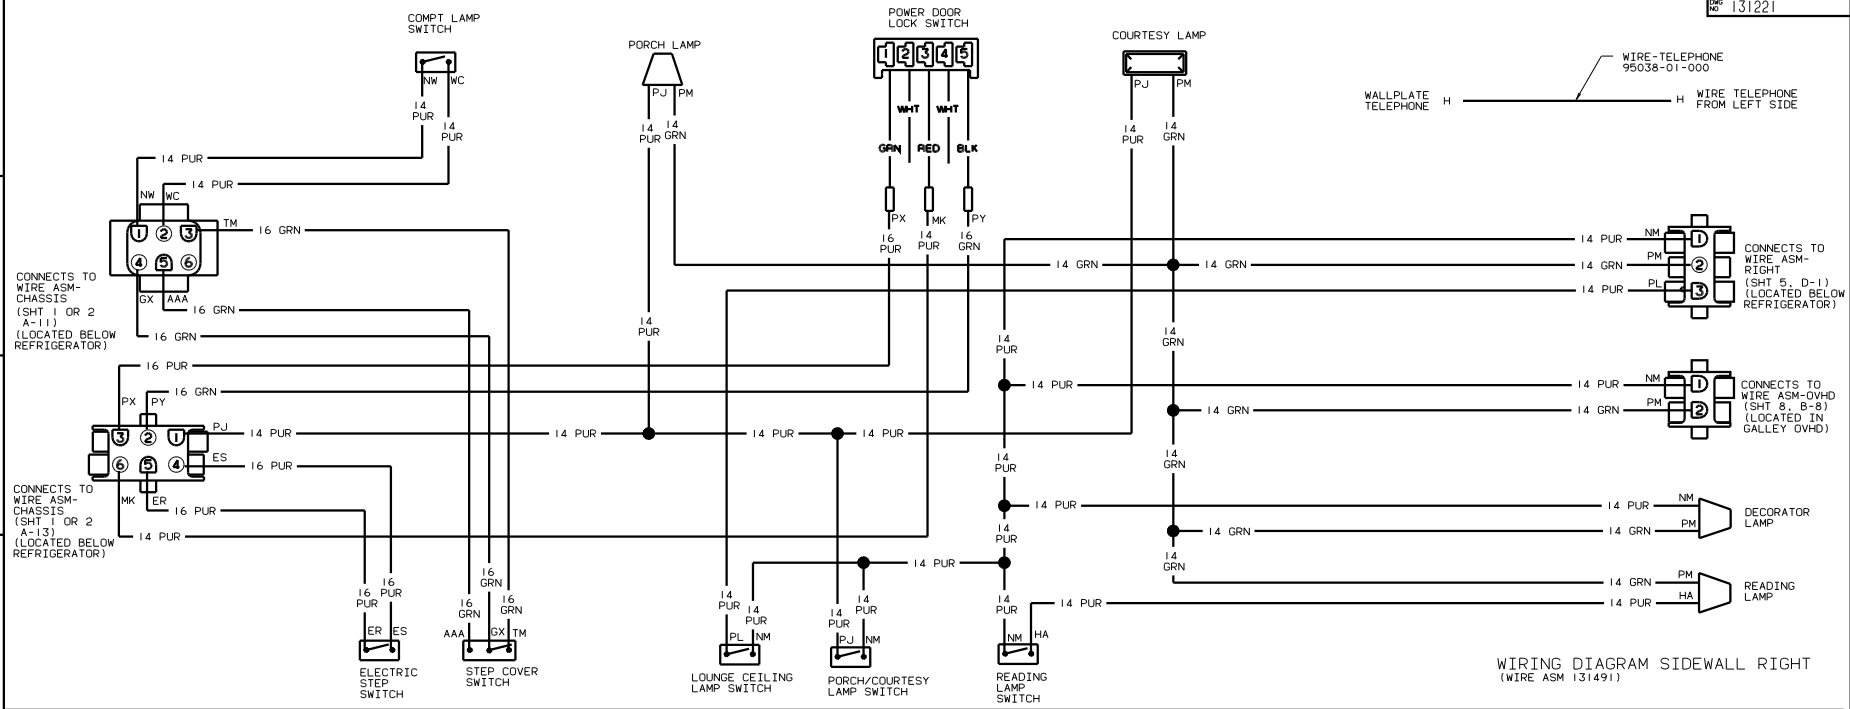 DWG
NO 131221
COMPT LAMP
SWITCH
PORCH LAMP
POWER DOOR
LOCK SWITCH
COURTESY LAMP
WIRE-TELEPHONE
95038-01-000
WALLPLATE
TELEPHONE H
H WIRE TELEPHONE
FROM LEFT SIDE
1 2 3 4 5
NW WC
PJ PM
PJ PM
14
PUR
14
PUR
14
PUR
14
GRN
WHT WHT
GRN RED BLK
14
PUR
14
GRN
14 PUR
14 PUR
NW WC
TM
16 GRN
1 2 3
4 5 6
GX AAA
CONNECTS TO
WIRE ASM-
CHASSIS
(SHT 1 OR 2
A-11)
(LOCATED BELOW
REFRIGERATOR)
16 GRN
16 GRN
PX MK PY
16
PUR
14
PUR
16
GRN
14 GRN 14 GRN
14 PUR NM
14 GRN PM
14 PUR PL
1
2
3
CONNECTS TO
WIRE ASM-
RIGHT
(SHT 5, D-1)
(LOCATED BELOW
REFRIGERATOR)
14
PUR
14
PUR
14
GRN
16 PUR
16 GRN
PX PY
PJ
14 PUR 14 PUR 14 PUR 14 PUR
3 2 1
6 5 4
ES
16 PUR
MK ER
16 PUR
14 PUR
CONNECTS TO
WIRE ASM-
CHASSIS
(SHT 1 OR 2
A-13)
(LOCATED BELOW
REFRIGERATOR)
14 PUR 14 PUR NM
14 GRN 14 GRN PM
1
2
CONNECTS TO
WIRE ASM-OVHD
(SHT 8, B-8)
(LOCATED IN
GALLEY OVHD)
14
PUR
14
GRN
14 PUR 14 PUR NM
14 GRN 14 GRN PM
DECORATOR
LAMP
14
PUR
14
GRN
14 PUR
14 GRN PM
14 PUR 14 PUR HA
READING
LAMP
16
PUR
16
PUR
16
GRN
16
GRN
16
GRN
14
PUR
14
PUR
14
PUR
14
PUR
14
PUR
ER ES
AAA GX TM
PL NM
PJ NM
NM HA
ELECTRIC
STEP
SWITCH
STEP COVER
SWITCH
LOUNGE CEILING
LAMP SWITCH
PORCH/COURTESY
LAMP SWITCH
READING
LAMP
SWITCH
WIRING DIAGRAM SIDEWALL RIGHT
(WIRE ASM 131491)